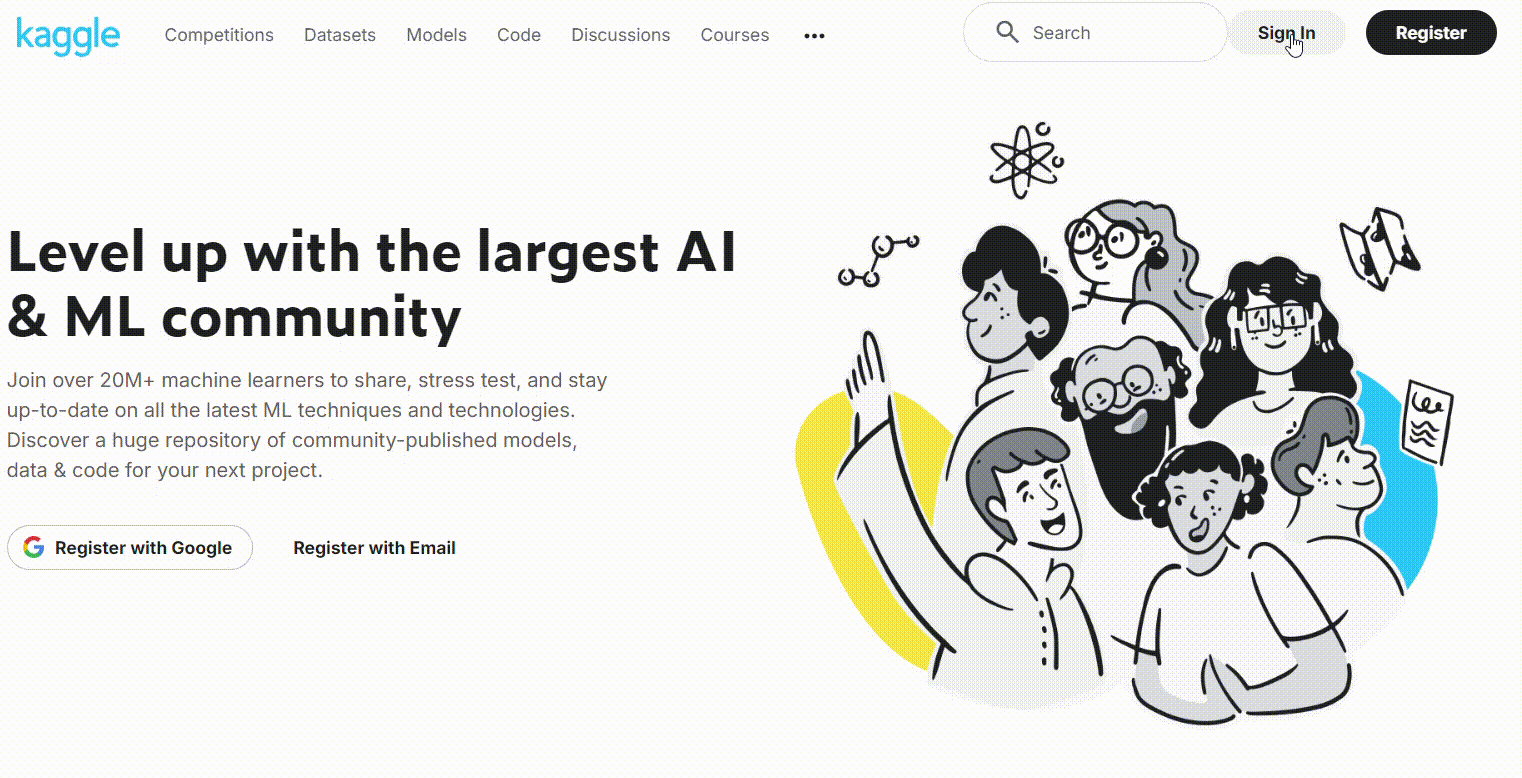 kaggle
Competitions Datasets Models Code Discussions Courses •••
Search
Sign In
Register
Level up with the largest AI
& ML community
Join over 20M+ machine learners to share, stress test, and stay
up-to-date on all the latest ML techniques and technologies.
Discover a huge repository of community-published models,
data & code for your next project.
Register with Google
Register with Email